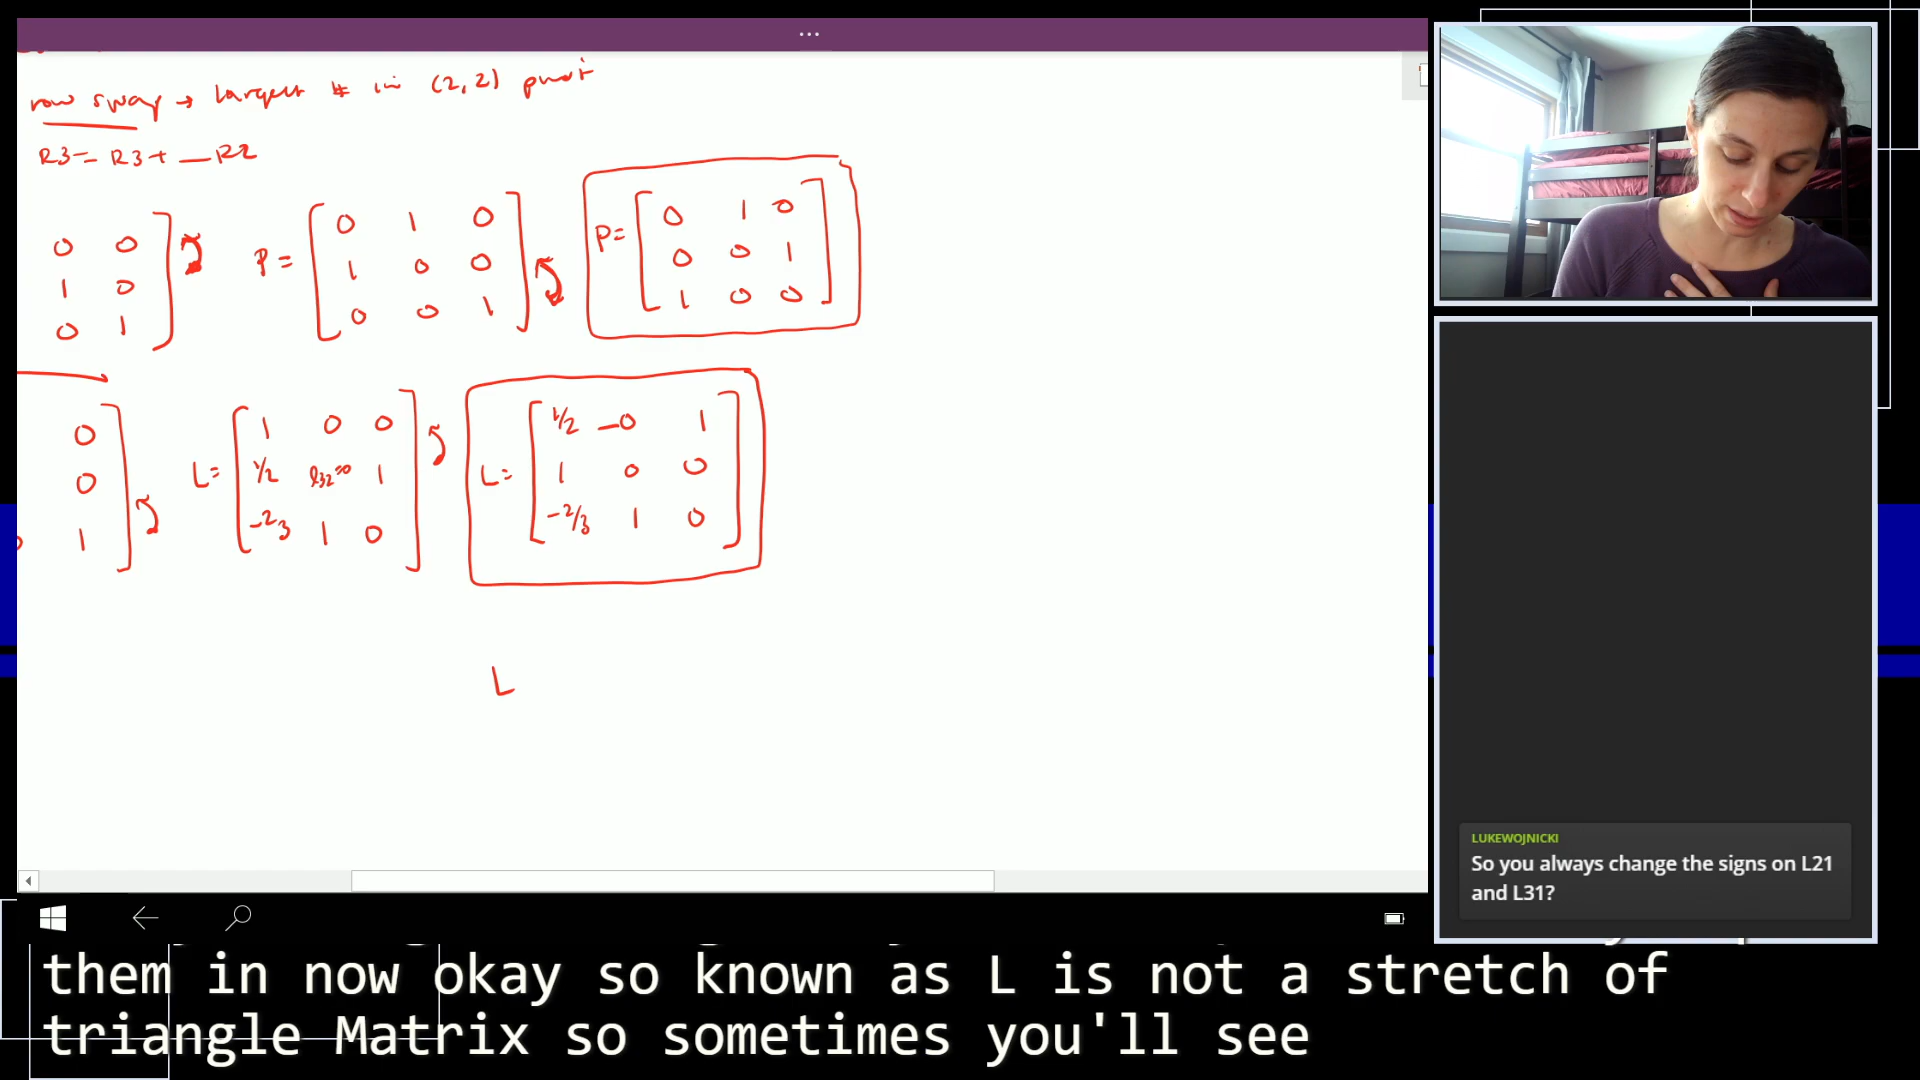 ...
row swap → largest # in (2,2) pivot
R3 = R3 + __R2
0 0
1 0
0 1
P = 0 1 0
1 0 0
0 0 1
P = 0 1 0
0 0 1
1 0 0
0
0
1
L = 1 0 0
1/2 l32=0 1
-2/3 1 0
L = 1/2 0 1
1 0 0
-2/3 1 0
L
LUKEWOJNICKI
So you always change the signs on L21
and L31?
them in now okay so known as L is not a stretch of
triangle Matrix so sometimes you'll see